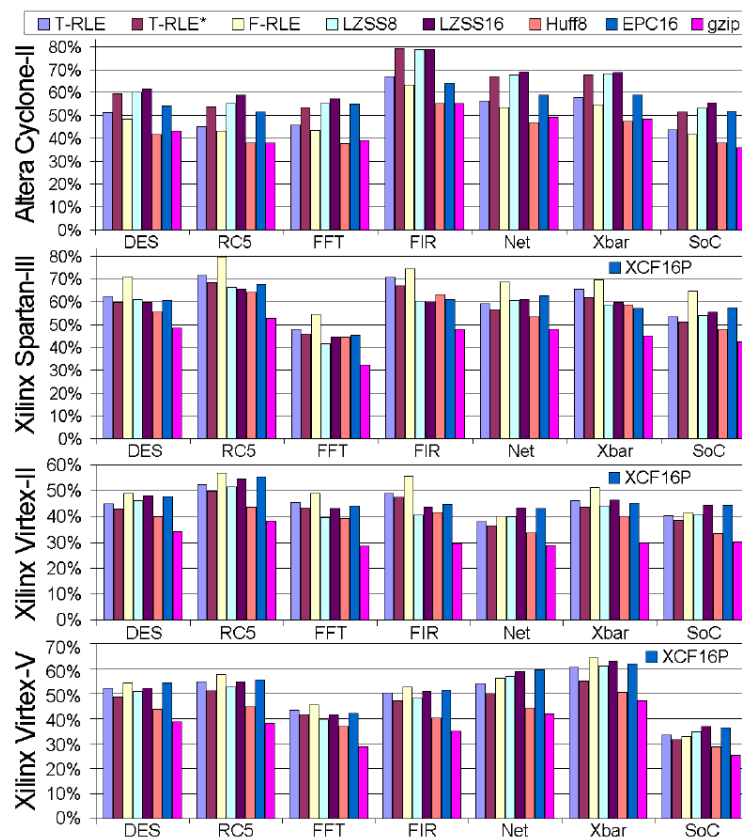 T-RLE T-RLE* F-RLE LZSS8 LZSS16 Huff8 EPC16 gzip
Altera Cyclone-II
80%
70%
60%
50%
40%
30%
20%
10%
0%
DES RC5 FFT FIR Net Xbar SoC
Xilinx Spartan-III
80%
70%
60%
50%
40%
30%
20%
10%
0%
XCF16P
DES RC5 FFT FIR Net Xbar SoC
Xilinx Virtex-II
60%
50%
40%
30%
20%
10%
0%
XCF16P
DES RC5 FFT FIR Net Xbar SoC
Xilinx Virtex-V
70%
60%
50%
40%
30%
20%
10%
0%
XCF16P
DES RC5 FFT FIR Net Xbar SoC